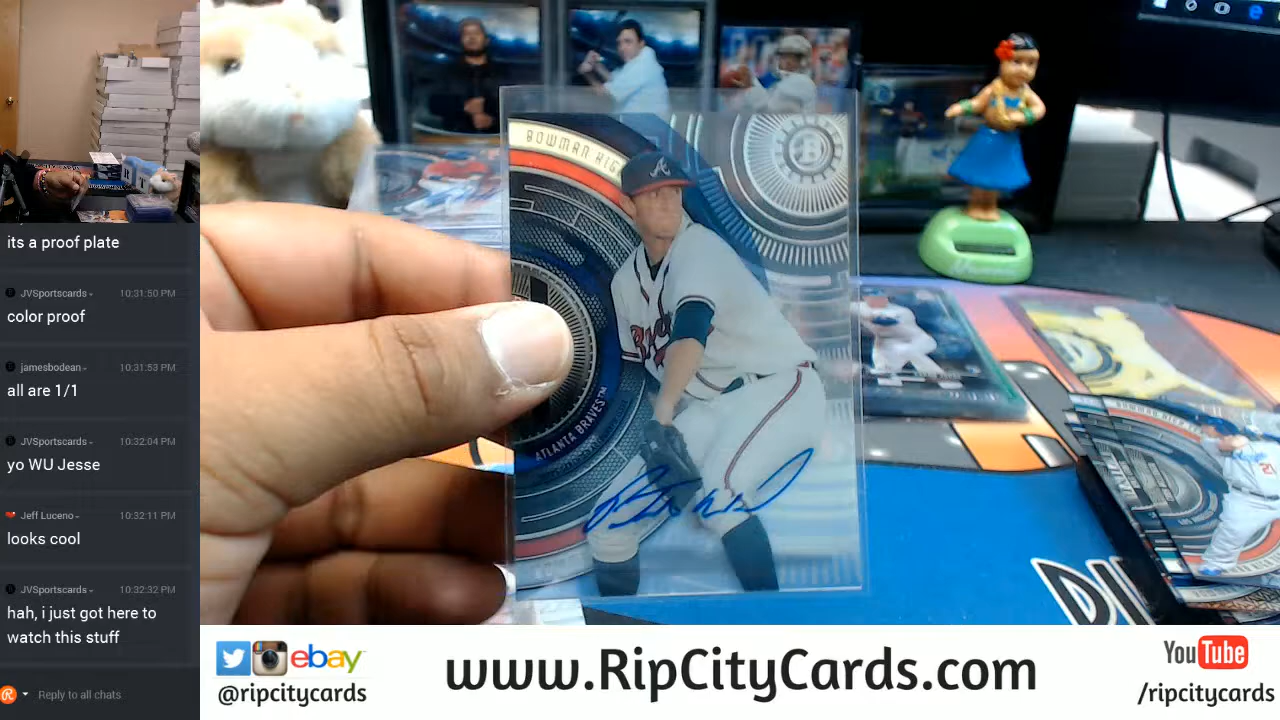 its a proof plate
JVSportscards 10:31:50 PM
color proof
jamesbodean 10:31:53 PM
all are 1/1
JVSportscards 10:32:04 PM
yo WU Jesse
Jeff Luceno 10:32:11 PM
looks cool
JVSportscards 10:32:32 PM
hah, i just got here to
watch this stuff
Reply to all chats
BOWMAN HIG
ATLANTA BRAVES™
ebay
@ripcitycards
www.RipCityCards.com
YouTube
/ripcitycards